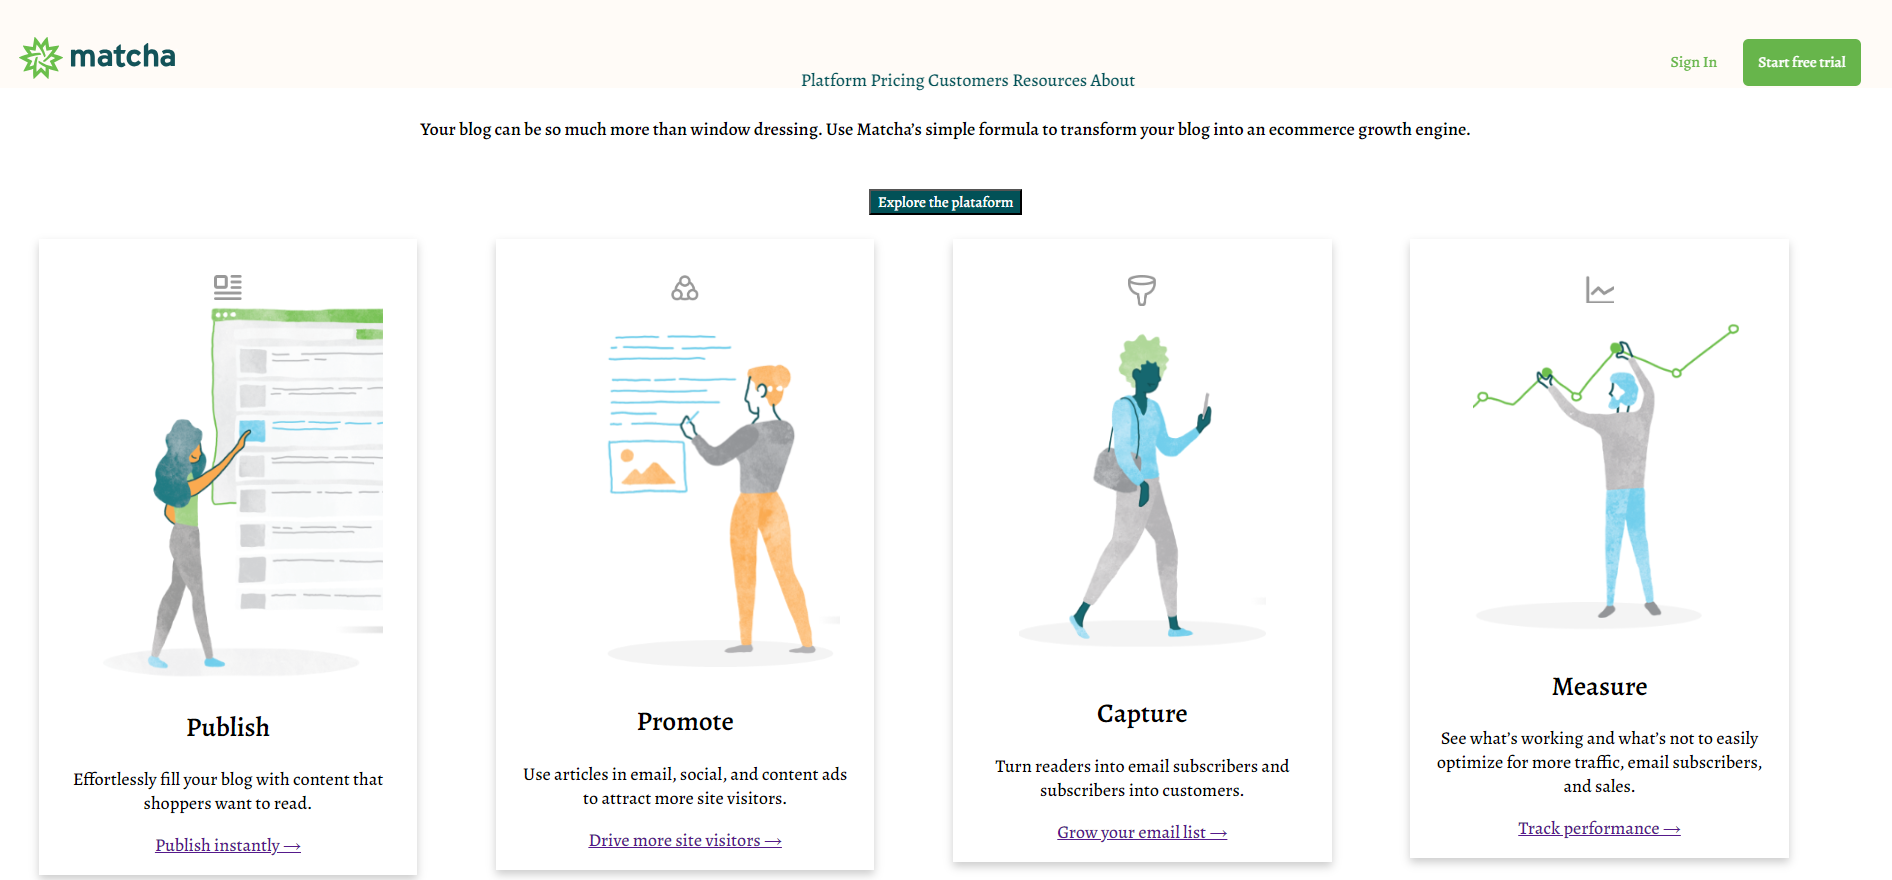 matcha
Platform Pricing Customers Resources About
Sign In
Start free trial
Your blog can be so much more than window dressing. Use Matcha’s simple formula to transform your blog into an ecommerce growth engine.
Explore the plataform
Publish
Effortlessly fill your blog with content that
shoppers want to read.
Publish instantly →
Promote
Use articles in email, social, and content ads
to attract more site visitors.
Drive more site visitors →
Capture
Turn readers into email subscribers and
subscribers into customers.
Grow your email list →
Measure
See what’s working and what’s not to easily
optimize for more traffic, email subscribers,
and sales.
Track performance →